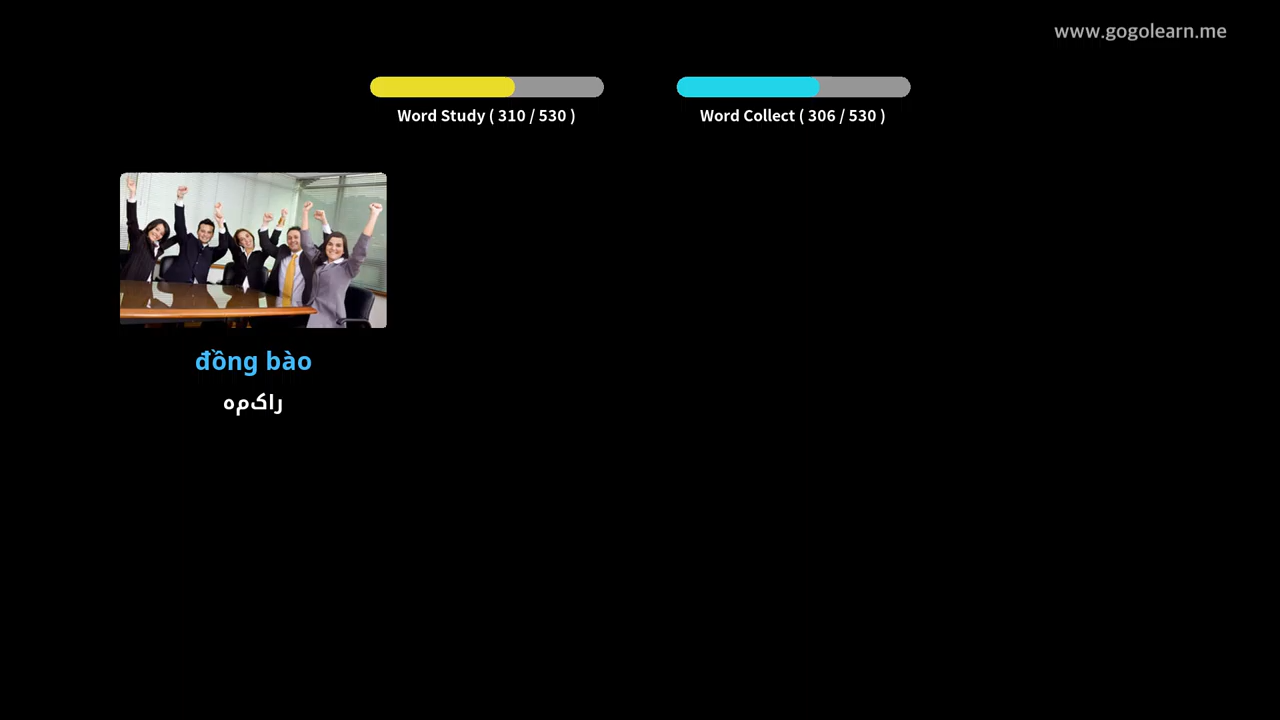 www.gogolearn.me
Word Study ( 310 / 530 )
Word Collect ( 306 / 530 )
đồng bào
راکمه